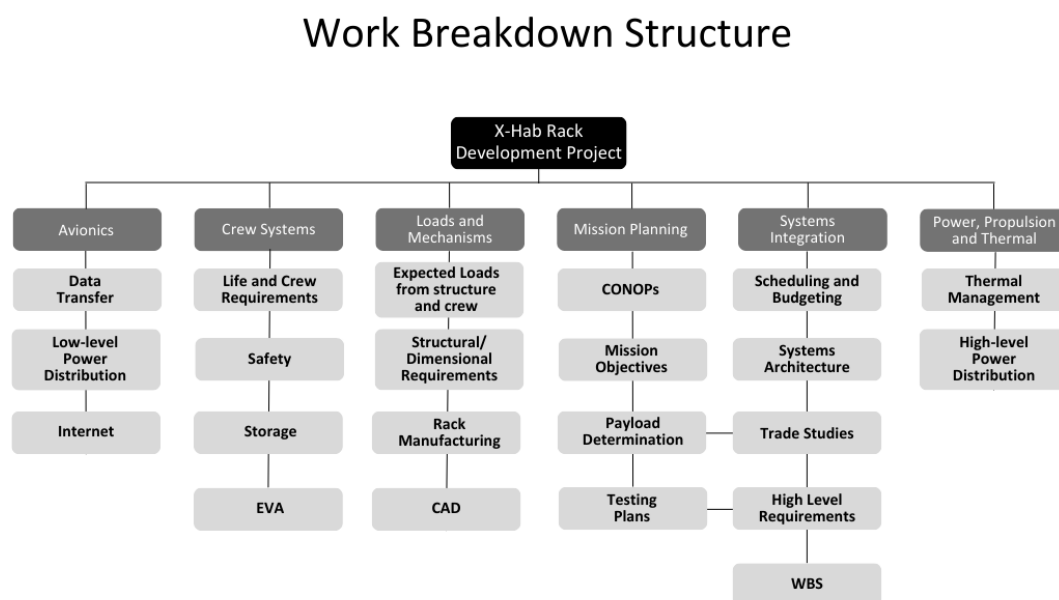 Work Breakdown Structure
X-Hab Rack
Development Project
Avionics
Data
Transfer
Low-level
Power
Distribution
Internet
Crew Systems
Life and Crew
Requirements
Safety
Storage
EVA
Loads and
Mechanisms
Expected Loads
from structure
and crew
Structural/
Dimensional
Requirements
Rack
Manufacturing
CAD
Mission Planning
CONOPs
Mission
Objectives
Payload
Determination
Testing
Plans
Systems
Integration
Scheduling and
Budgeting
Systems
Architecture
Trade Studies
High Level
Requirements
WBS
Power, Propulsion
and Thermal
Thermal
Management
High-level
Power
Distribution